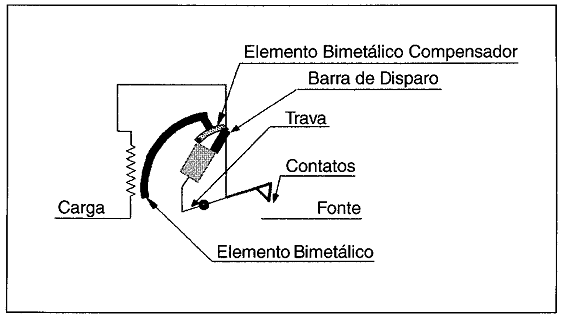 Elemento Bimetálico Compensador
Barra de Disparo
Trava
Contatos
Carga
Fonte
Elemento Bimetálico